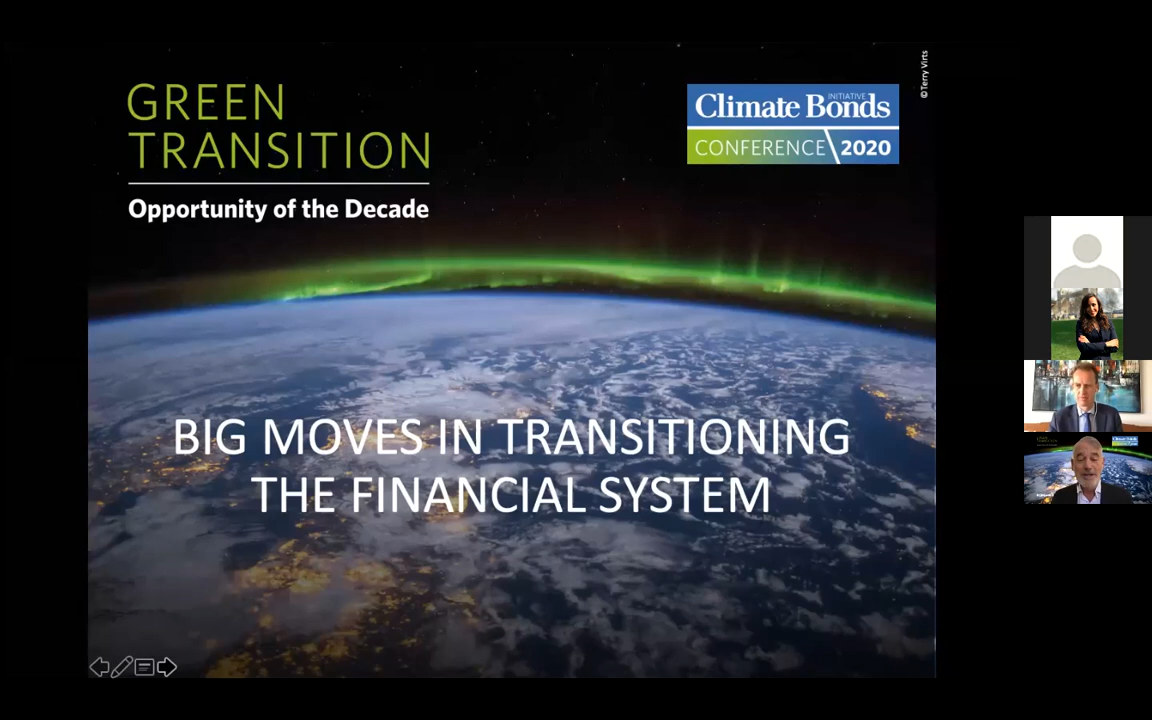 GREEN
TRANSITION
Opportunity of the Decade
INITIATIVE
Climate Bonds
CONFERENCE 2020
©Terry Virts
BIG MOVES IN TRANSITIONING
THE FINANCIAL SYSTEM